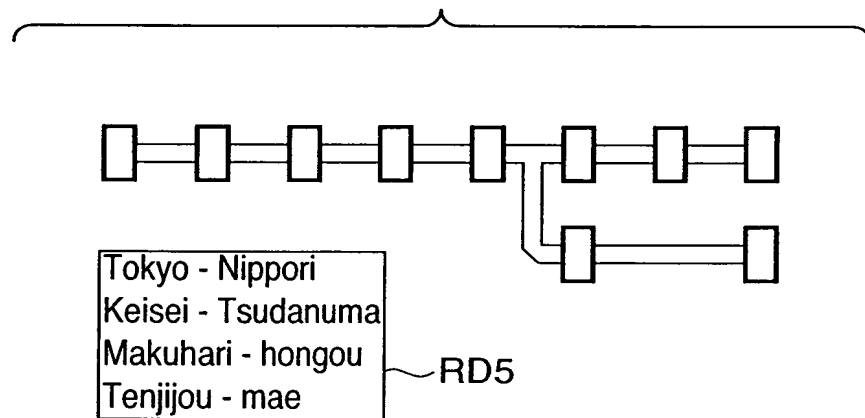 Tokyo - Nippori
Keisei - Tsudanuma
Makuhari - hongou
Tenjijou - mae
RD5